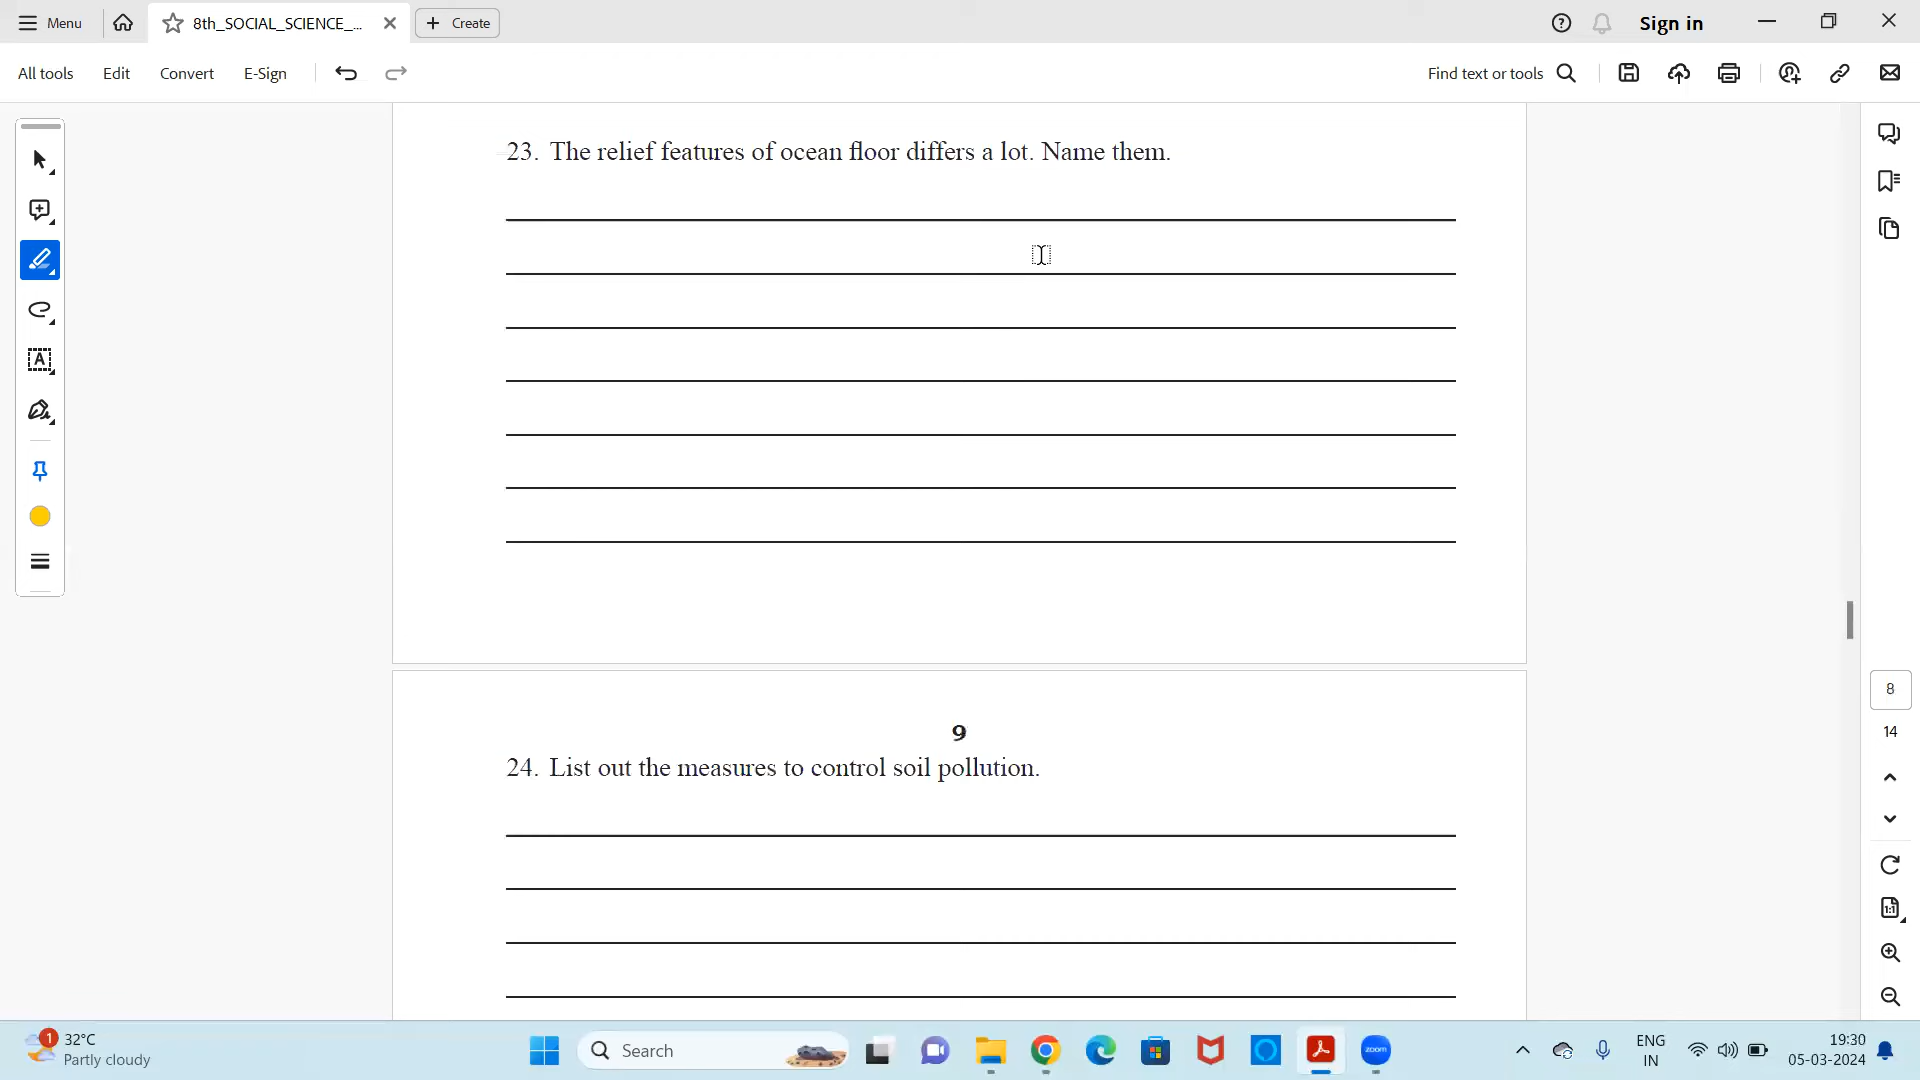 Menu
8th_SOCIAL_SCIENCE_...
Create
Sign in
All tools
Edit
Convert
E-Sign
Find text or tools
23. The relief features of ocean floor differs a lot. Name them.
8
14
9
24. List out the measures to control soil pollution.
1
32°C
Partly cloudy
Search
zoom
ENG
IN
19:30
05-03-2024